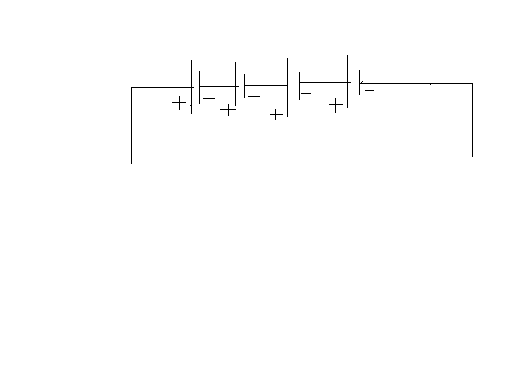 + − + − + − + −